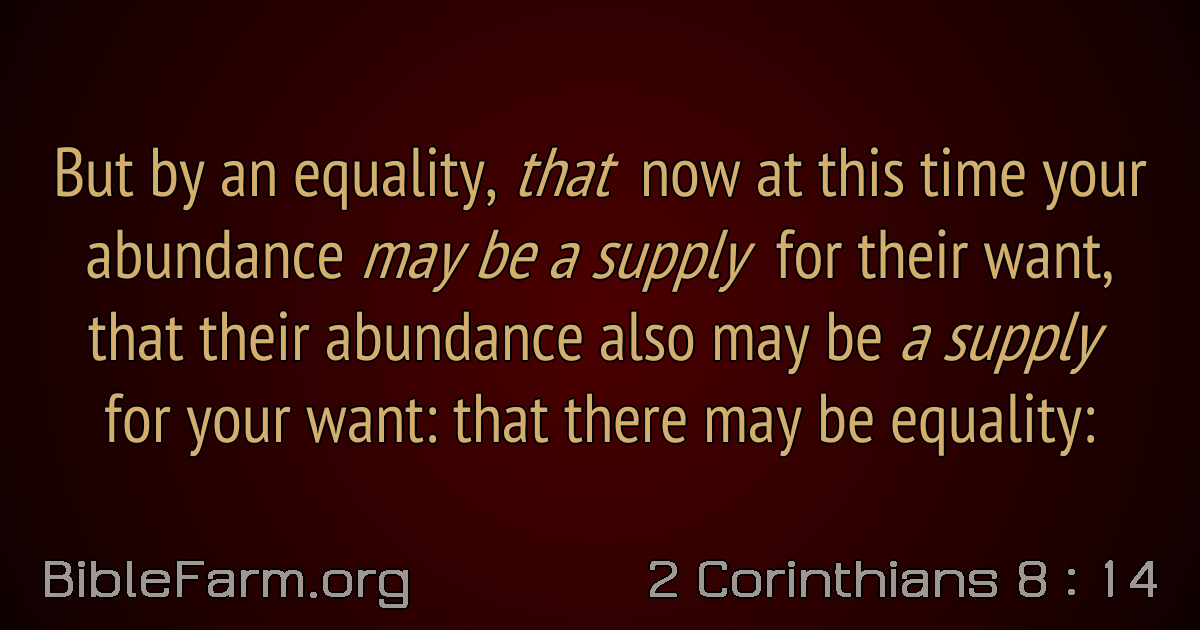 But by an equality, that now at this time your
abundance may be a supply for their want,
that their abundance also may be a supply
for your want: that there may be equality:
BibleFarm.org
2 Corinthians 8 : 14